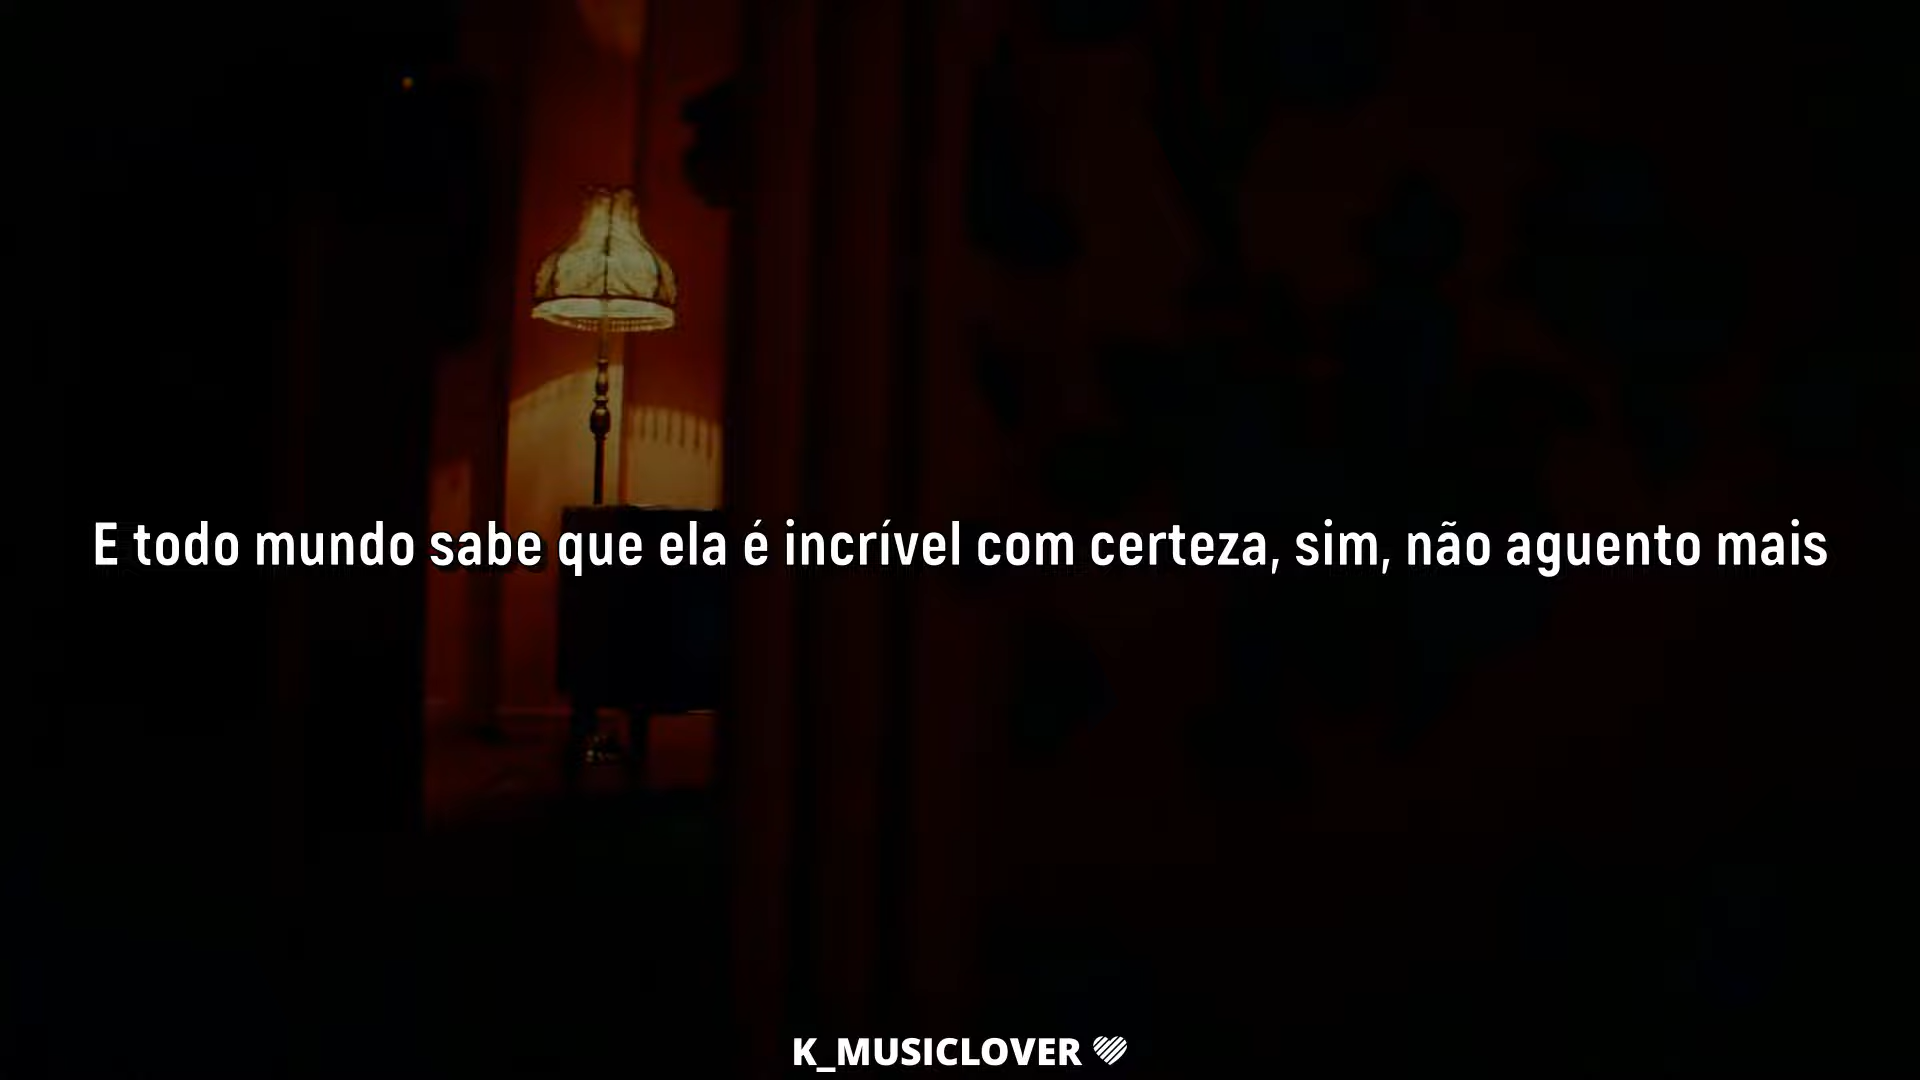 E todo mundo sabe que ela é incrível com certeza, sim, não aguento mais
K_MUSICLOVER